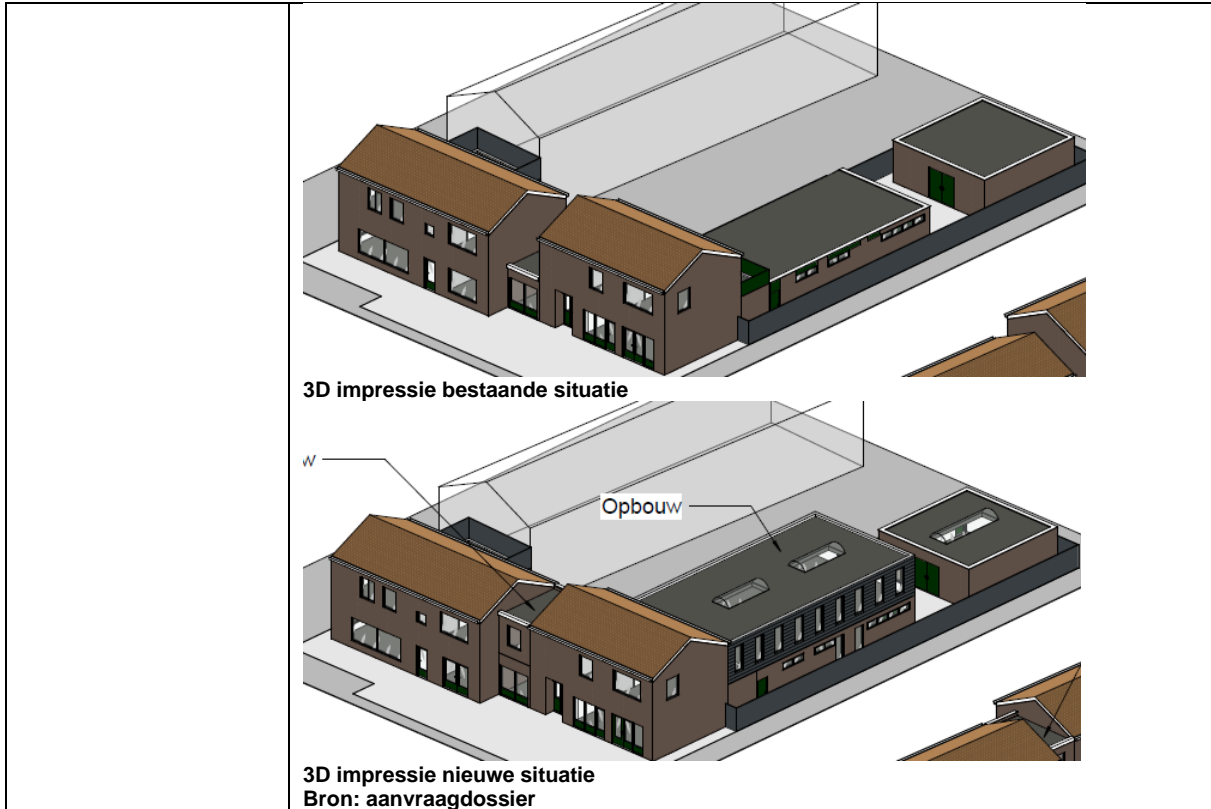 3D impressie bestaande situatie
w
Opbouw
3D impressie nieuwe situatie
Bron: aanvraagdossier